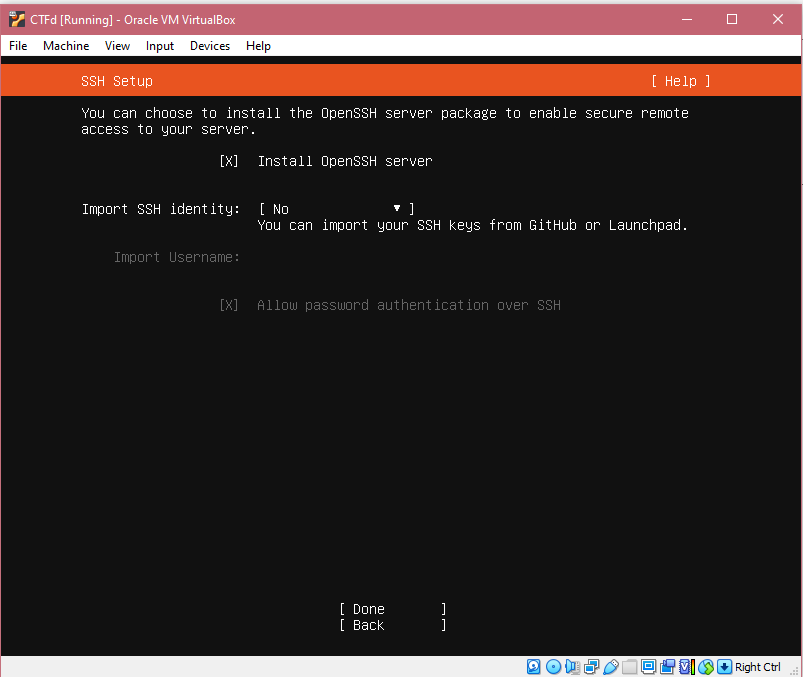 CTFd [Running] - Oracle VM VirtualBox
File Machine View Input Devices Help
SSH Setup [ Help ]
You can choose to install the OpenSSH server package to enable secure remote
access to your server.
[X] Install OpenSSH server
Import SSH identity: [ No ▾ ]
You can import your SSH keys from GitHub or Launchpad.
Import Username:
[X] Allow password authentication over SSH
[ Done ]
[ Back ]
Right Ctrl